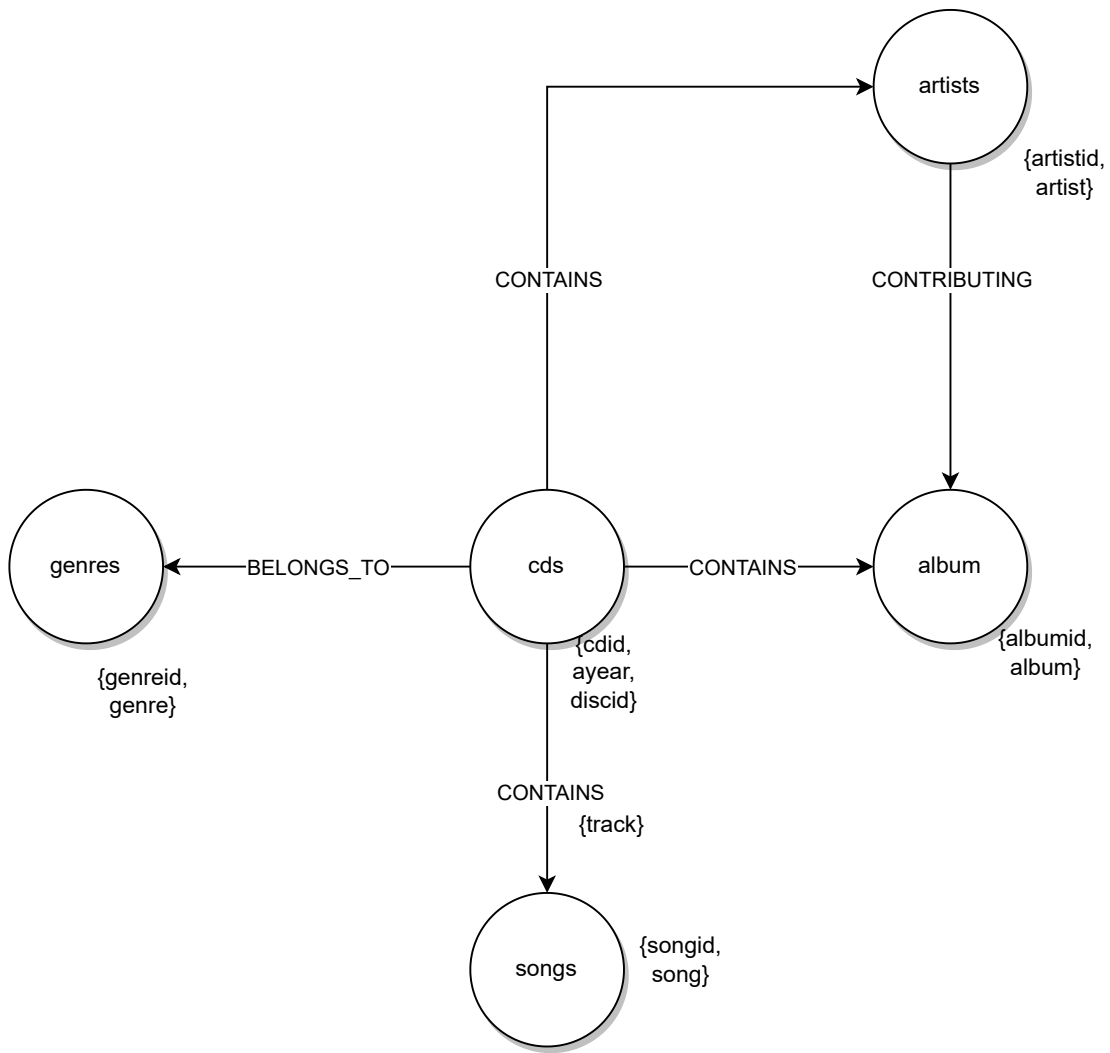 artists
{artistid,
artist}
CONTAINS
CONTRIBUTING
genres
BELONGS_TO
cds
CONTAINS
album
{cdid,
ayear,
discid}
{albumid,
album}
{genreid,
genre}
CONTAINS
{track}
songs
{songid,
song}